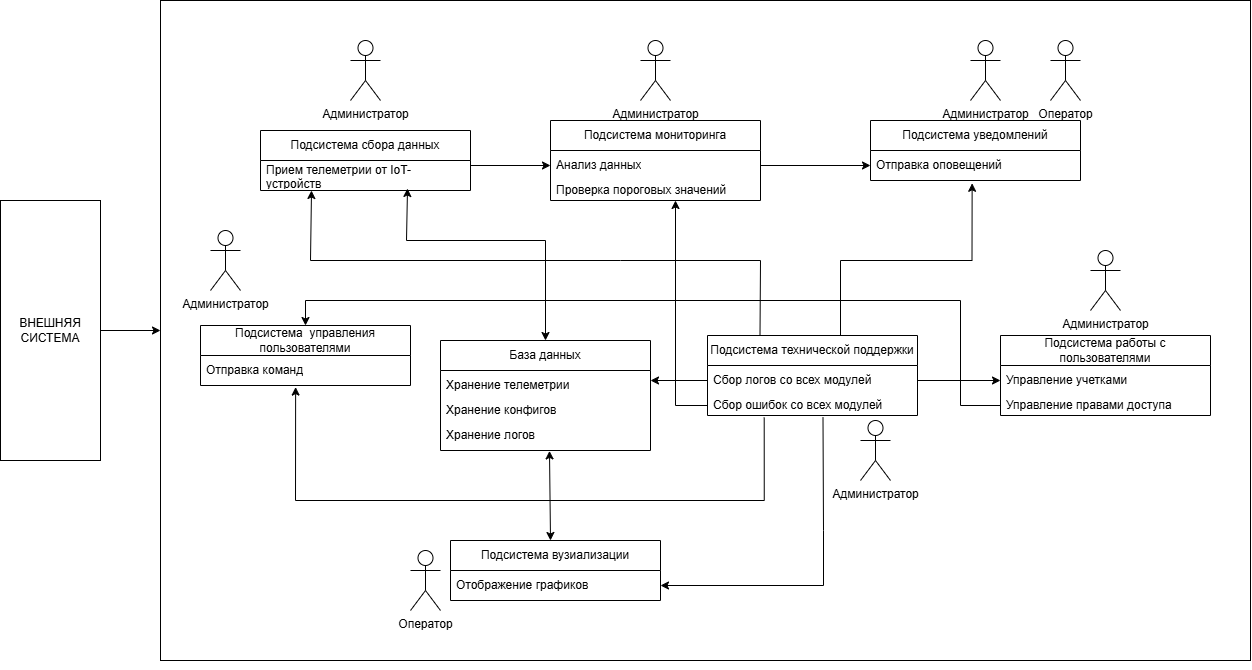 Администратор
Администратор
Администратор
Оператор
Подсистема сбора данных
Прием телеметрии от IoT-
устройств
Подсистема мониторинга
Анализ данных
Проверка пороговых значений
Подсистема уведомлений
Отправка оповещений
ВНЕШНЯЯ
СИСТЕМА
Администратор
Подсистема управления
пользователями
Отправка команд
База данных
Хранение телеметрии
Хранение конфигов
Хранение логов
Подсистема технической поддержки
Сбор логов со всех модулей
Сбор ошибок со всех модулей
Администратор
Администратор
Подсистема работы с
пользователями
Управление учетками
Управление правами доступа
Подсистема вузиализации
Отображение графиков
Оператор